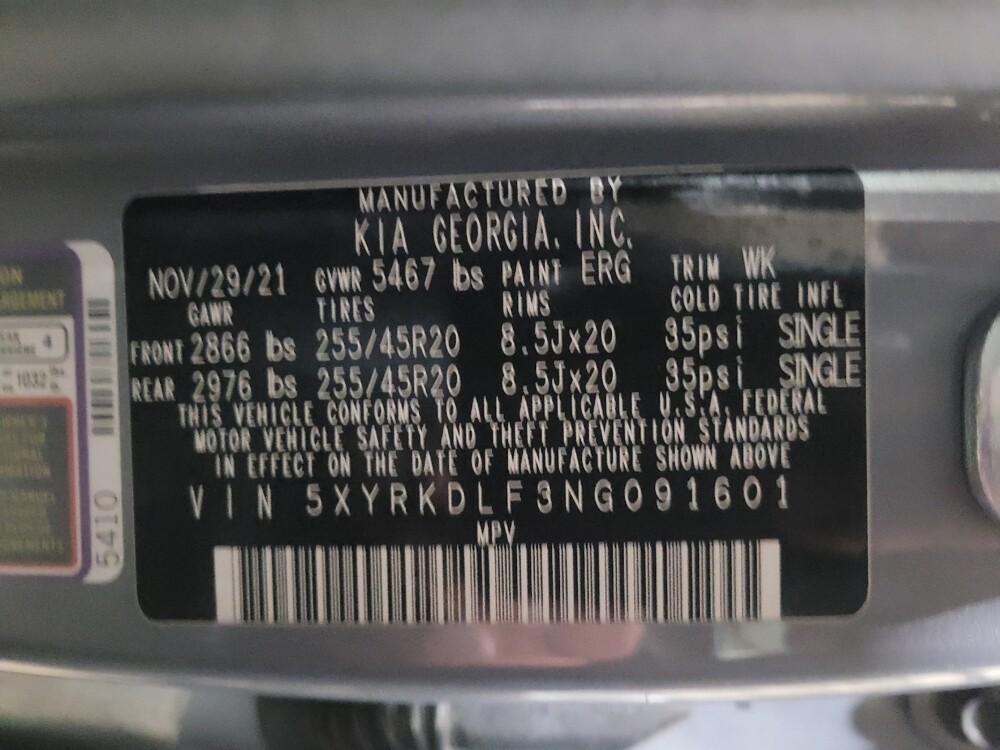 MANUFACTURED BY
KIA GEORGIA, INC.
NOV/29/21 GVWR 5467 lbs PAINT ERG TRIM WK
GAWR TIRES RIMS COLD TIRE INFL
FRONT 2866 lbs 255/45R20 8.5Jx20 35psi SINGLE
REAR 2976 lbs 255/45R20 8.5Jx20 35psi SINGLE
THIS VEHICLE CONFORMS TO ALL APPLICABLE U.S.A. FEDERAL
MOTOR VEHICLE SAFETY AND THEFT PREVENTION STANDARDS
IN EFFECT ON THE DATE OF MANUFACTURE SHOWN ABOVE
VIN 5XYRKDLF3NG091601
MPV
4
1032
5410